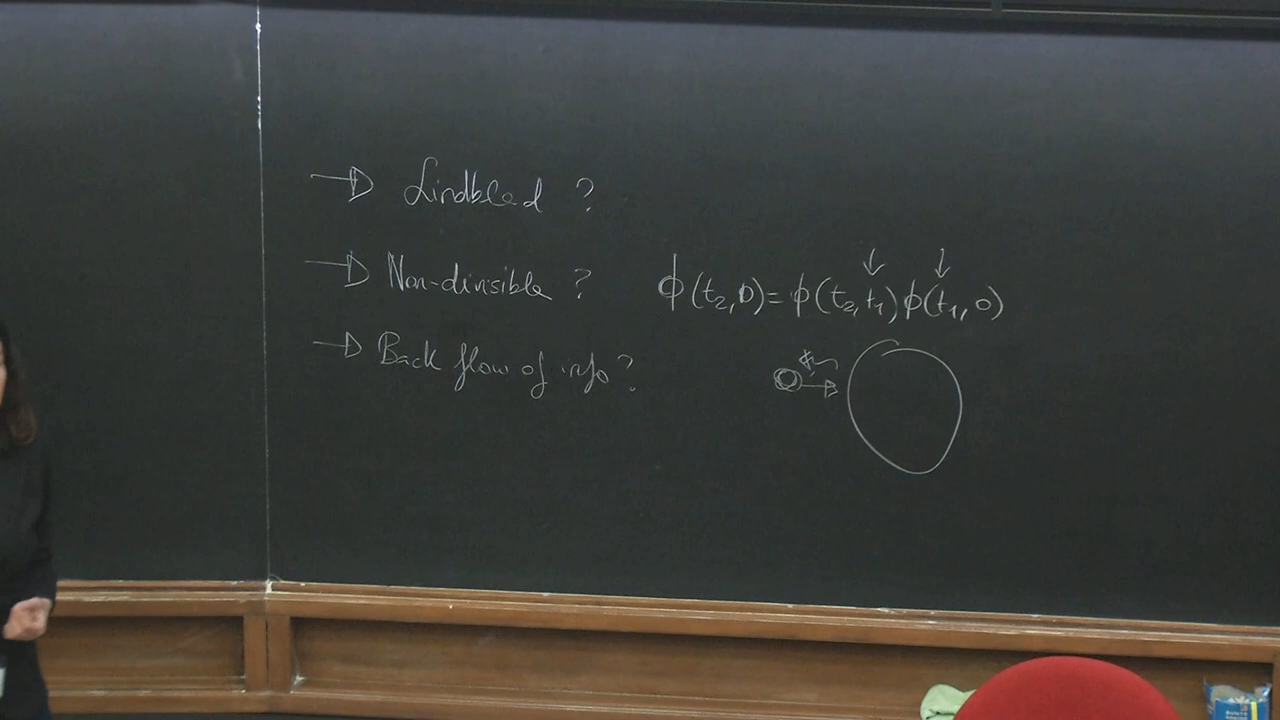 → Lindblad ?
→ Non-divisible ? ϕ(t₂,0)=ϕ(t₂,t₁)ϕ(t₁,0)
→ Back flow of info ?